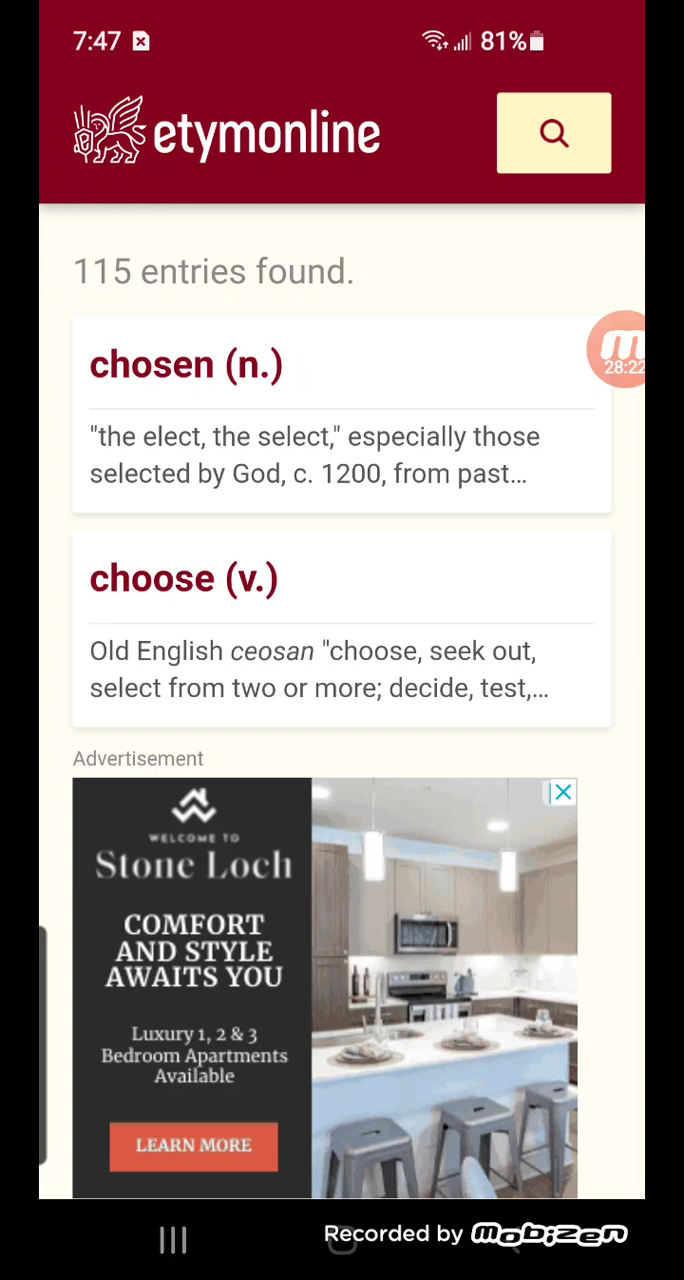 7:47
81%
etymonline
115 entries found.
chosen (n.)
28:22
"the elect, the select," especially those
selected by God, c. 1200, from past...
choose (v.)
Old English ceosan "choose, seek out,
select from two or more; decide, test,...
Advertisement
WELCOME TO
Stone Loch
COMFORT
AND STYLE
AWAITS YOU
Luxury 1, 2 & 3
Bedroom Apartments
Available
LEARN MORE
Recorded by Mobizen